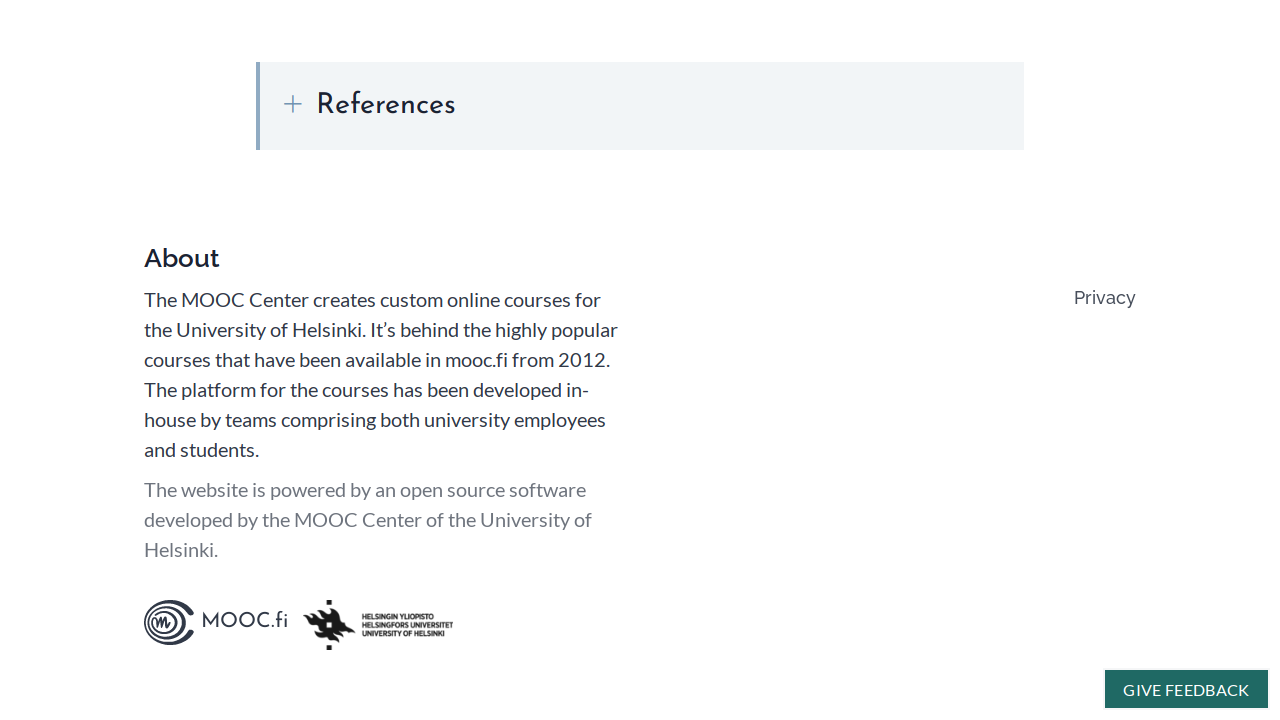 References
About
The MOOC Center creates custom online courses for
the University of Helsinki. It’s behind the highly popular
courses that have been available in mooc.fi from 2012.
The platform for the courses has been developed in-
house by teams comprising both university employees
and students.
The website is powered by an open source software
developed by the MOOC Center of the University of
Helsinki.
Privacy
MOOC.fi
HELSINGIN YLIOPISTO
HELSINGFORS UNIVERSITET
UNIVERSITY OF HELSINKI
GIVE FEEDBACK